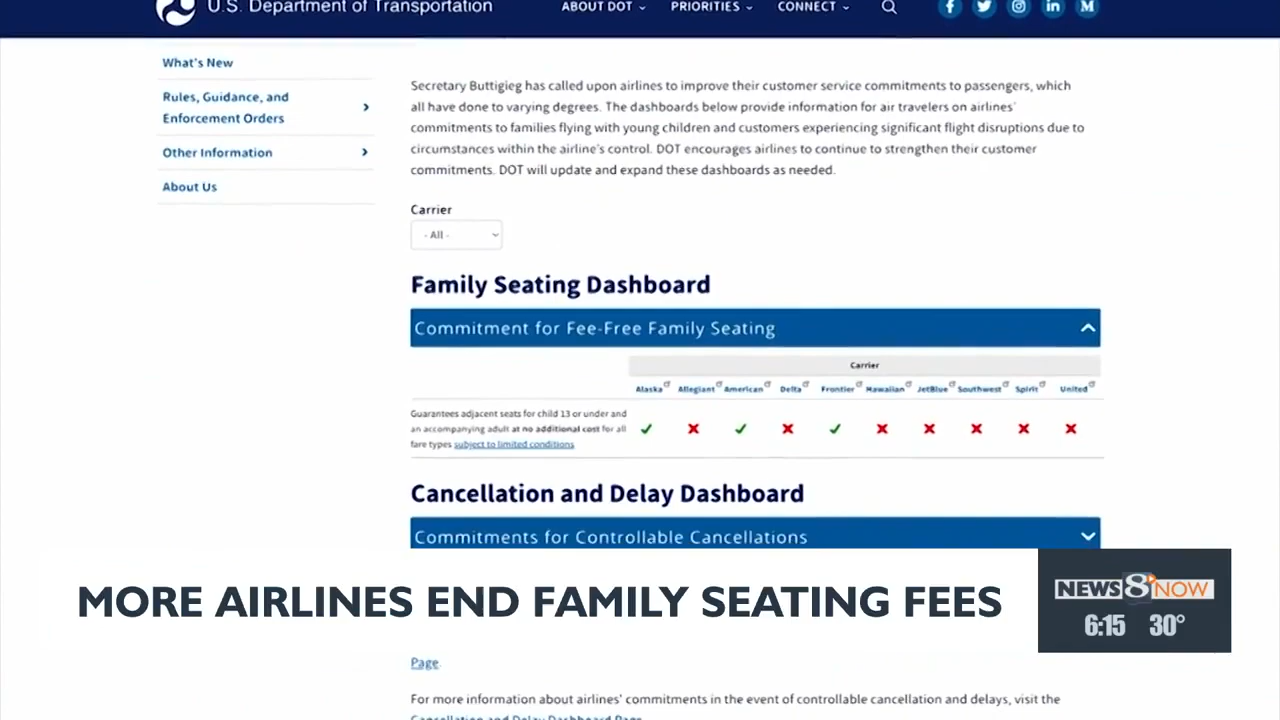 U.S. Department of Transportation
ABOUT DOT
PRIORITIES
CONNECT
What's New
Rules, Guidance, and
Enforcement Orders
Other Information
About Us
Secretary Buttigieg has called upon airlines to improve their customer service commitments to passengers, which
all have done to varying degrees. The dashboards below provide information for air travelers on airlines'
commitments to families flying with young children and customers experiencing significant flight disruptions due to
circumstances within the airline's control. DOT encourages airlines to continue to strengthen their customer
commitments. DOT will update and expand these dashboards as needed.
Carrier
- All -
Family Seating Dashboard
Commitment for Fee-Free Family Seating
Carrier
Alaska Allegiant American Delta Frontier Hawaiian JetBlue Southwest Spirit United
Guarantees adjacent seats for child 13 or under and
an accompanying adult at no additional cost for all
fare types subject to limited conditions
Cancellation and Delay Dashboard
Commitments for Controllable Cancellations
MORE AIRLINES END FAMILY SEATING FEES
NEWS 8 NOW
6:15 30°
Page.
For more information about airlines' commitments in the event of controllable cancellation and delays, visit the
Cancellation and Delay Dashboard Page